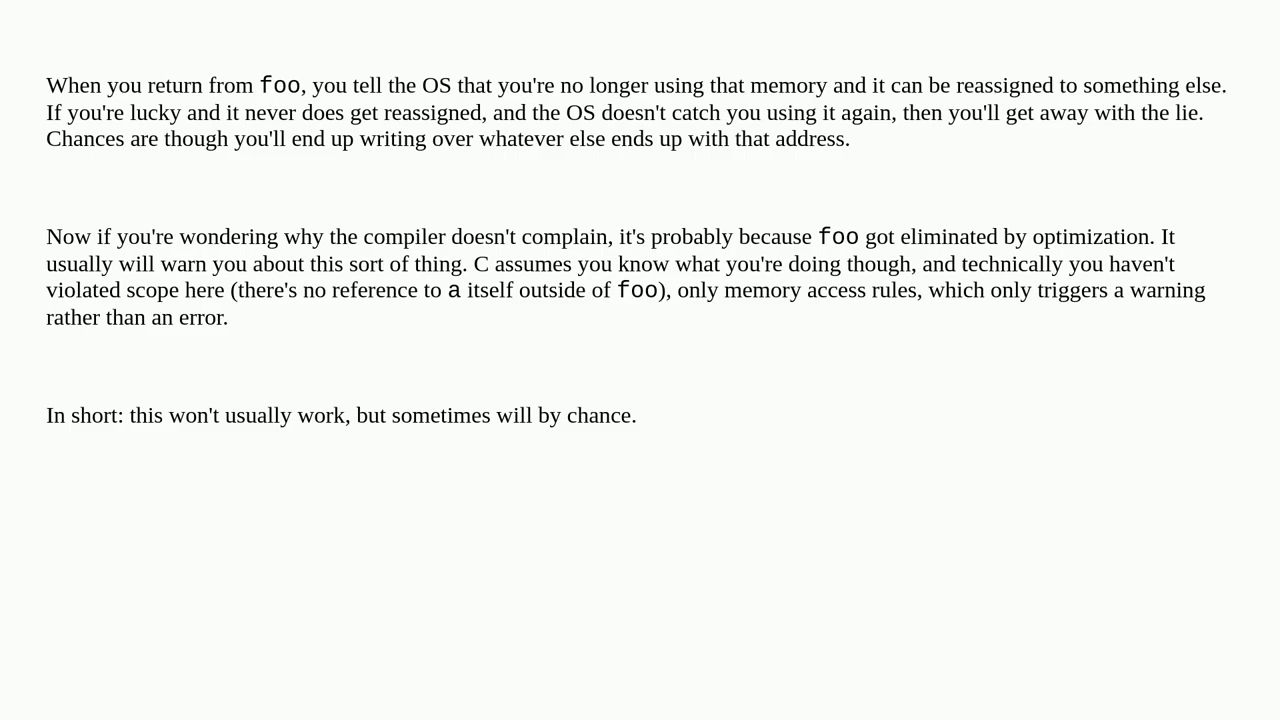 When you return from foo, you tell the OS that you're no longer using that memory and it can be reassigned to something else.
If you're lucky and it never does get reassigned, and the OS doesn't catch you using it again, then you'll get away with the lie.
Chances are though you'll end up writing over whatever else ends up with that address.
Now if you're wondering why the compiler doesn't complain, it's probably because foo got eliminated by optimization. It
usually will warn you about this sort of thing. C assumes you know what you're doing though, and technically you haven't
violated scope here (there's no reference to a itself outside of foo), only memory access rules, which only triggers a warning
rather than an error.
In short: this won't usually work, but sometimes will by chance.